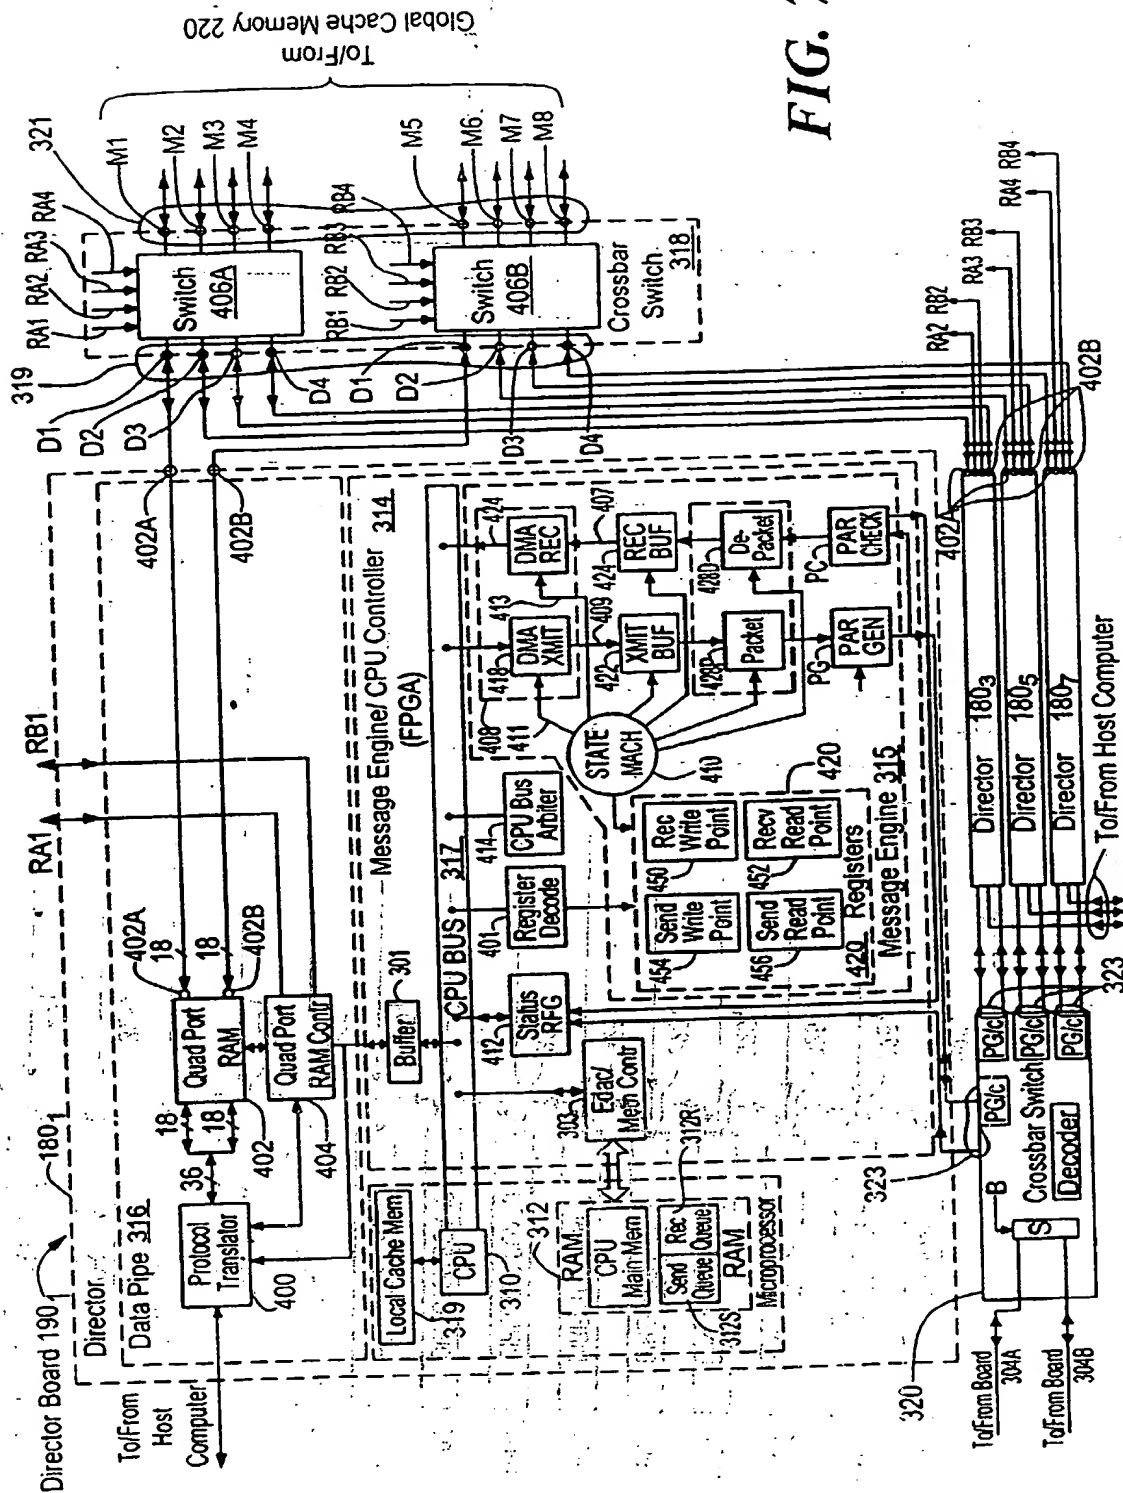 Director Board 190₁
180₁
Director
Data Pipe 316
To/From
Host
Computer
Protocol
Translator
400
36
18
18
Quad Port
RAM
402
402A
18
18
402B
Quad Port
RAM Contr
404
RA1
RB1
402A
402B
Message Engine/ CPU Controller
(FPGA)
314
Buffer
301
CPU BUS
317
Local Cache Mem
319
CPU
310
RAM
312
CPU
Main Mem
Send
Queue
Rec
Queue
RAM
312S
312R
Microprocessor
303
Edac/
Mem Contr
412
Status
RFG
401
Register
Decode
414
CPU Bus
Arbiter
408
411
418
DMA
XMIT
413
DMA
REC
424
409
407
422
XMIT
BUF
424
REC
BUF
428P
Packet
428D
De-
Packet
PG
PAR
GEN
PC
PAR
CHECK
STATE
MACH
410
454
Send
Write
Point
450
Rec
Write
Point
456
Send
Read
Point
452
Recv
Read
Point
420
420
Registers
Message Engine 315
319
D1
D2
D3
D4
D1
D2
D3
D4
RA1
RA2
RA3
RA4
Switch
406A
RB1
RB2
RB3
RB4
Switch
406B
Crossbar
Switch
318
321
M1
M2
M3
M4
M5
M6
M7
M8
To/From
Global Cache Memory 220
FIG. 7
320
To/From Board
304A
To/From Board
304B
S
B
323
PG/c
PG/c
PG/c
PG/c
Crossbar Switch
Decoder
323
Director 180₃
Director 180₅
Director 180₇
To/From Host Computer
402A
402B
RA2
RB2
RA3
RB3
RA4
RB4